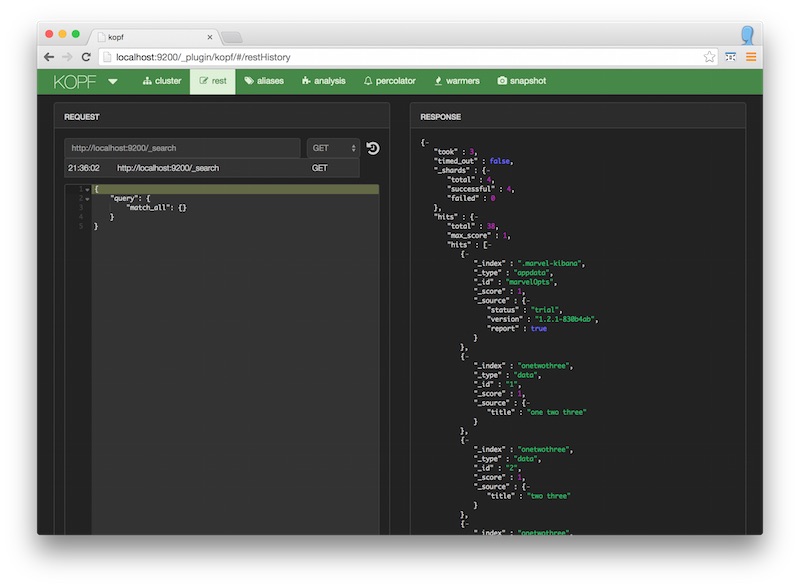 kopf
localhost:9200/_plugin/kopf/#/restHistory
KOPF cluster rest aliases analysis percolator warmers snapshot
REQUEST
http://localhost:9200/_search GET
21:36:02 http://localhost:9200/_search GET
1 {
2 "query": {
3 "match_all": {}
4 }
5 }
RESPONSE
{-
"took" : 3,
"timed_out" : false,
"_shards" : {-
"total" : 4,
"successful" : 4,
"failed" : 0
},
"hits" : {-
"total" : 38,
"max_score" : 1,
"hits" : [-
{-
"_index" : ".marvel-kibana",
"_type" : "appdata",
"_id" : "marvelOpts",
"_score" : 1,
"_source" : {-
"status" : "trial",
"version" : "1.2.1-830b4ab",
"report" : true
}
},
{-
"_index" : "onetwothree",
"_type" : "data",
"_id" : "1",
"_score" : 1,
"_source" : {-
"title" : "one two three"
}
},
{-
"_index" : "onetwothree",
"_type" : "data",
"_id" : "2",
"_score" : 1,
"_source" : {-
"title" : "two three"
}
},
{-
"_index" : "onetwothree",